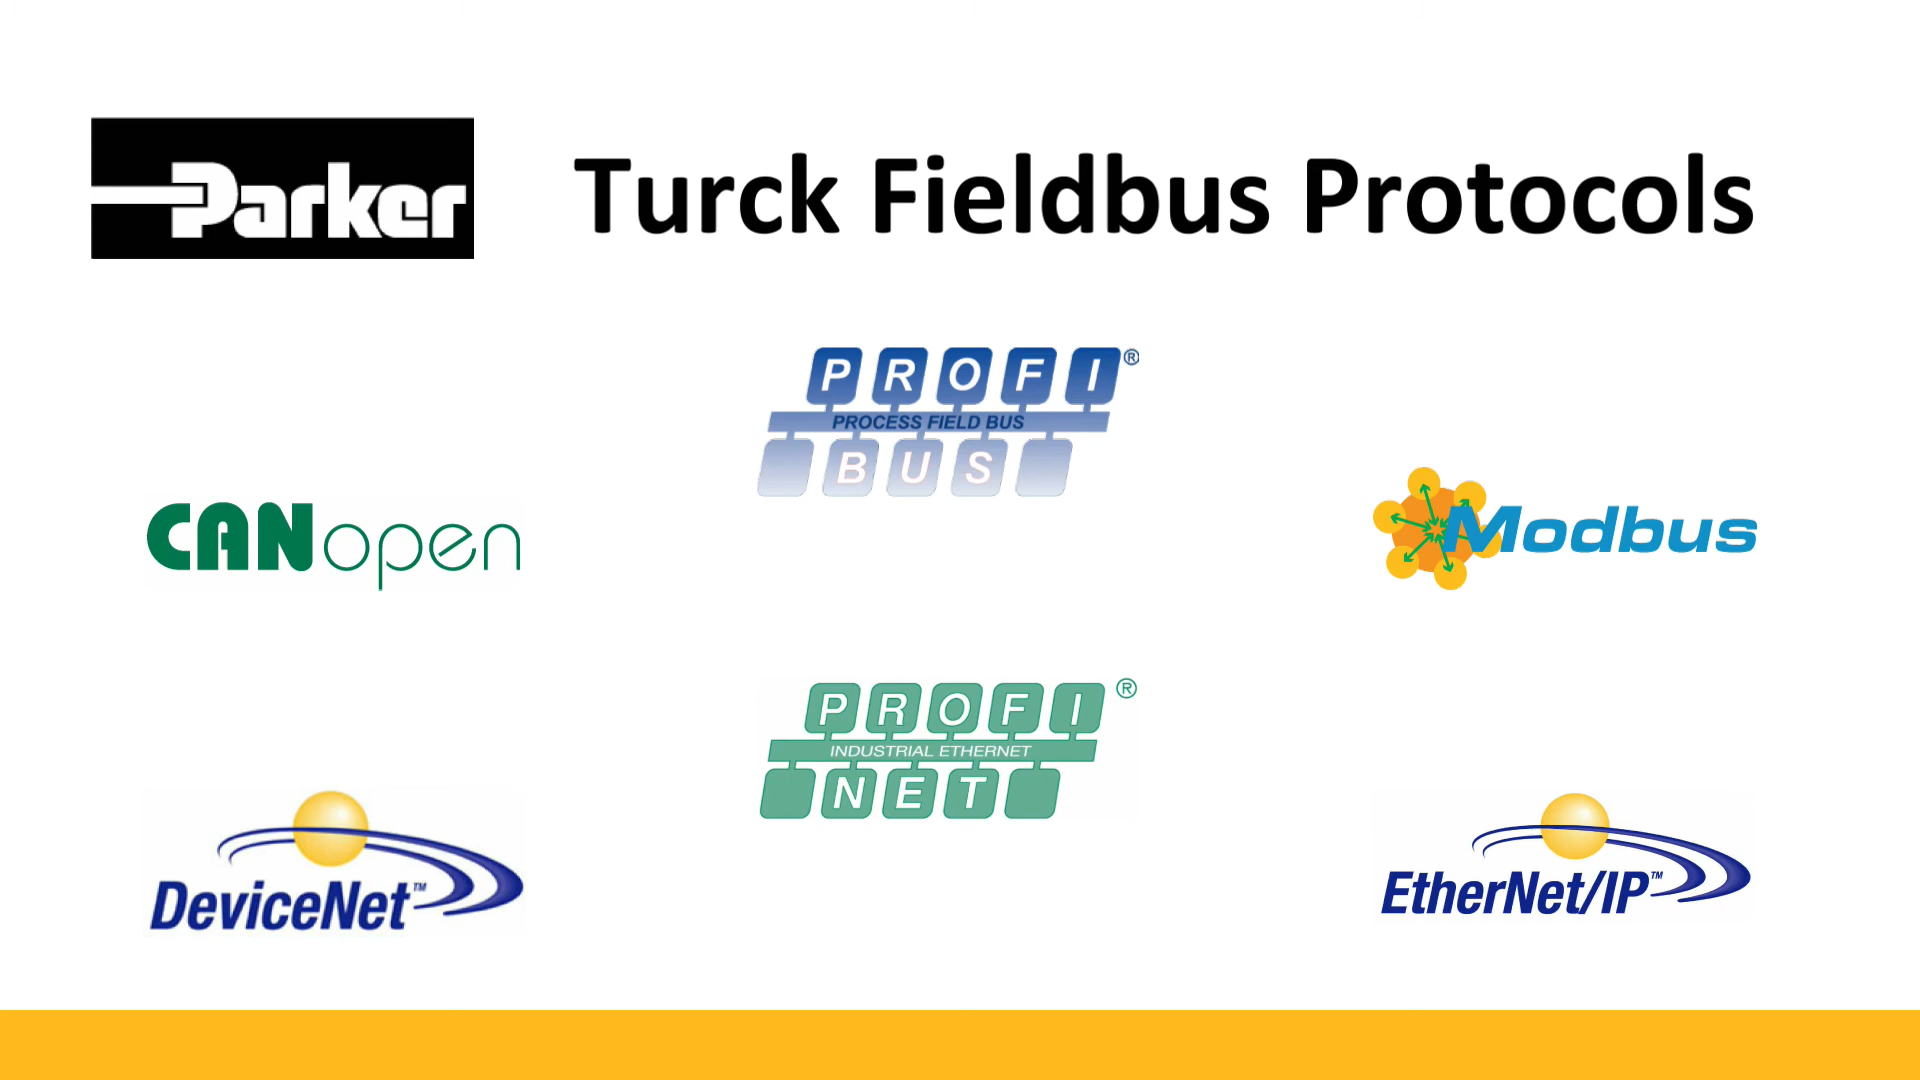 Parker
Turck Fieldbus Protocols
PROFI®
PROCESS FIELD BUS
BUS
CANopen
Modbus
PROFI®
INDUSTRIAL ETHERNET
NET
DeviceNet™
EtherNet/IP™